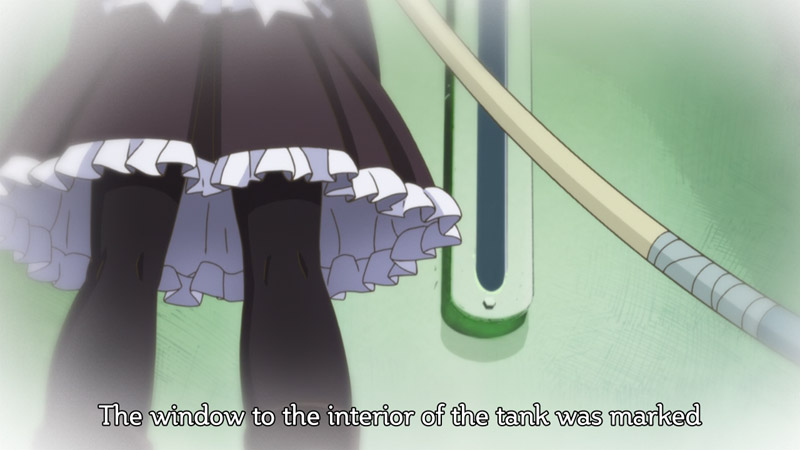 The window to the interior of the tank was marked